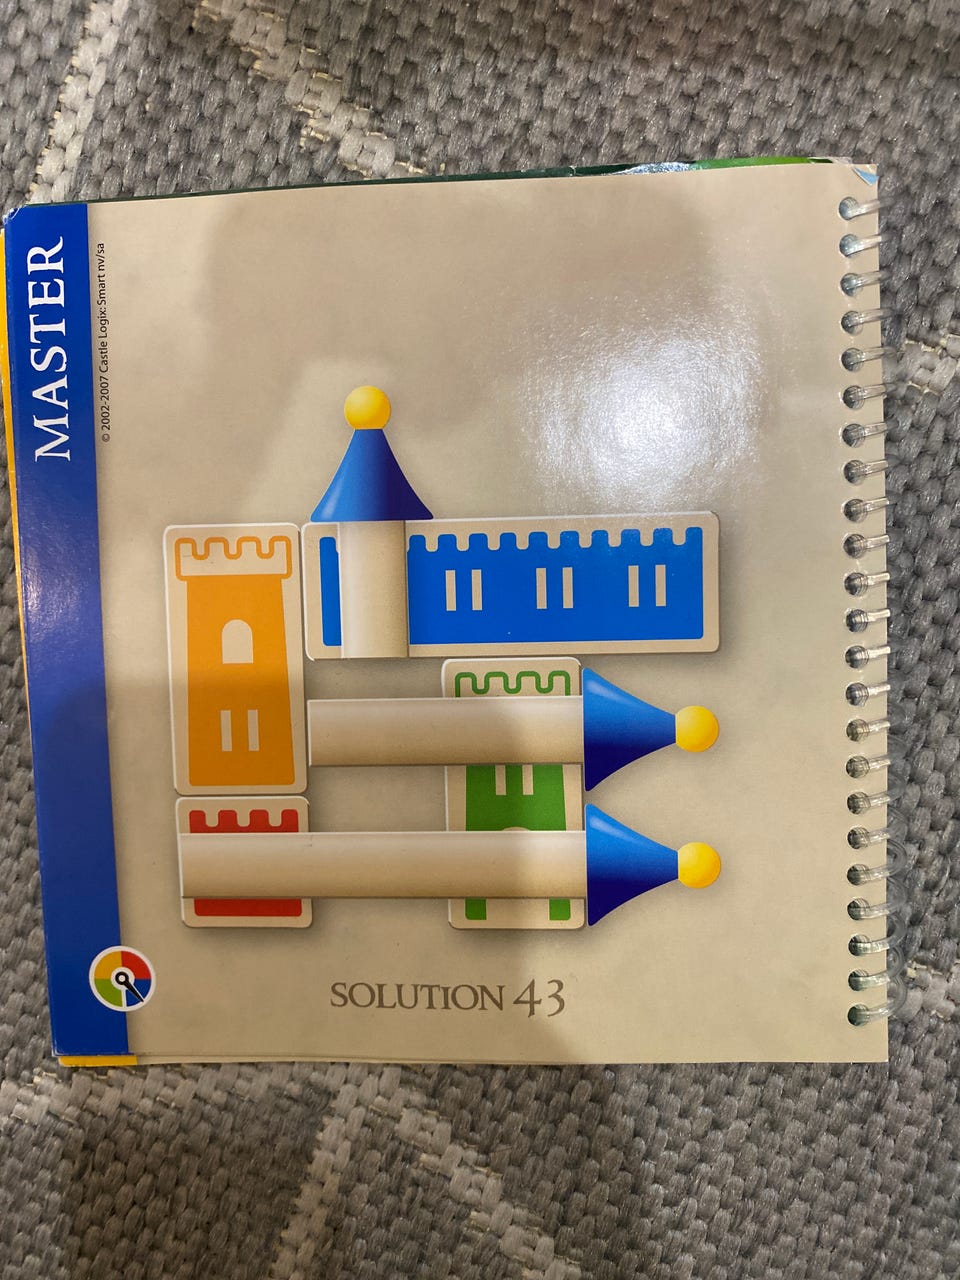 MASTER
© 2002-2007 Castle Logix: Smart nv/sa
SOLUTION 43